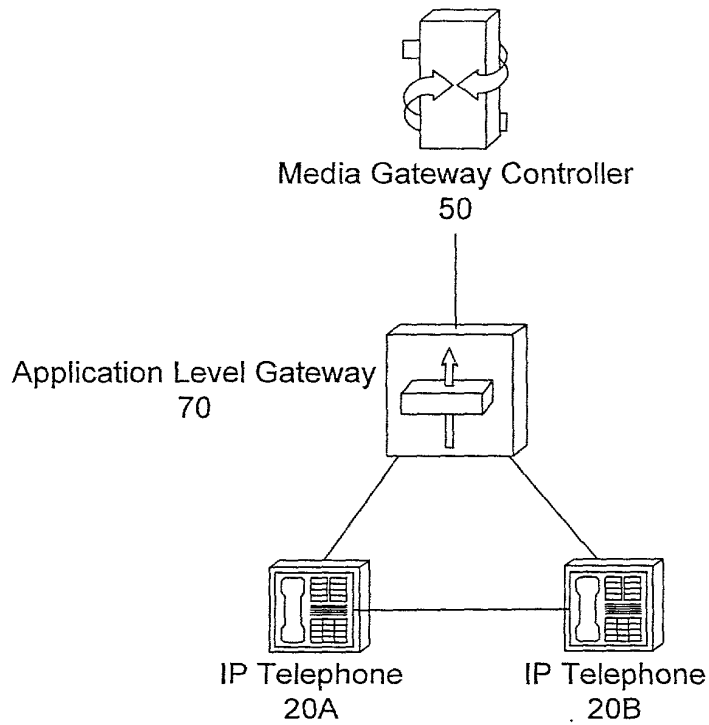 Media Gateway Controller
50
Application Level Gateway
70
IP Telephone
20A
IP Telephone
20B